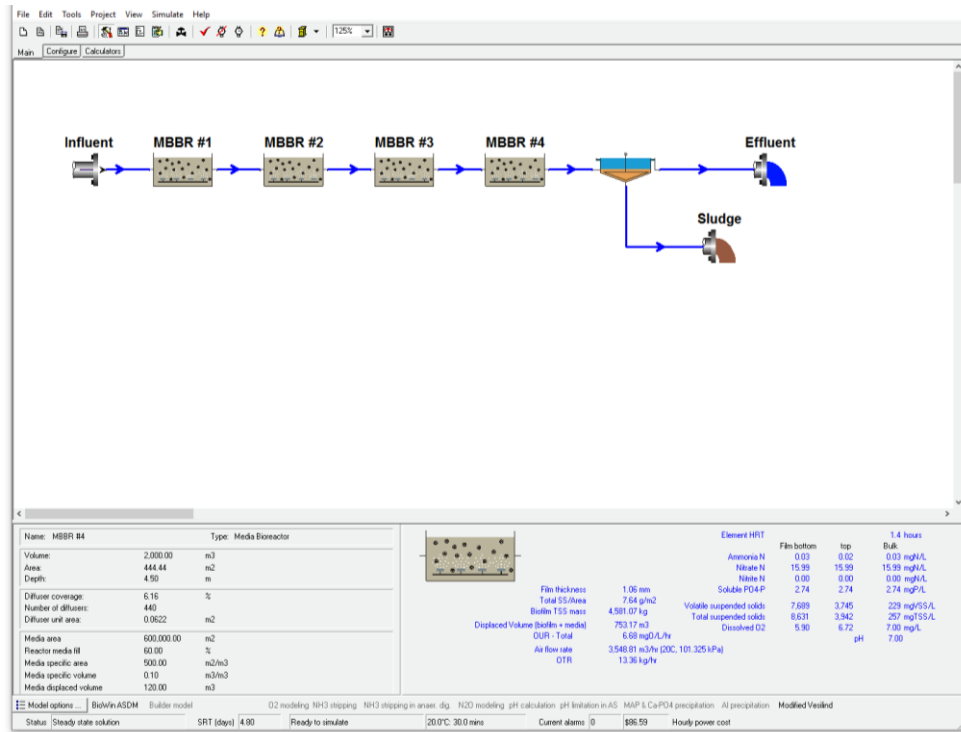 File Edit Tools Project View Simulate Help
125%
Main Configure Calculators
Influent MBBR #1 MBBR #2 MBBR #3 MBBR #4 Effluent
Sludge
Name: MBBR #4 Type: Media Bioreactor
Volume: 2,000.00 m3
Area: 444.44 m2
Depth: 4.50 m
Diffuser coverage: 6.16 %
Number of diffusers: 440
Diffuser unit area: 0.0622 m2
Media area 600,000.00 m2
Reactor media fill 60.00 %
Media specific area 500.00 m2/m3
Media specific volume 0.10 m3/m3
Media displaced volume 120.00 m3
Film thickness 1.06 mm
Total SS/Area 7.64 g/m2
Biofilm TSS mass 4,581.07 kg
Displaced Volume (biofilm + media) 753.17 m3
OUR - Total 6.68 mgO/L/hr
Air flow rate 3,548.81 m3/hr (20C, 101.325 kPa)
OTR 13.36 kg/hr
Element HRT 1.4 hours
Film bottom top Bulk
Ammonia N 0.03 0.02 0.03 mgN/L
Nitrate N 15.99 15.99 15.99 mgN/L
Nitrite N 0.00 0.00 0.00 mgN/L
Soluble PO4-P 2.74 2.74 2.74 mgP/L
Volatile suspended solids 7,689 3,745 229 mgVSS/L
Total suspended solids 8,631 3,942 257 mgTSS/L
Dissolved O2 5.90 6.72 7.00 mg/L
pH 7.00
Model options ... BioWin ASDM Builder model O2 modeling NH3 stripping NH3 stripping in anaer. dig. N2O modeling pH calculation pH limitation in AS MAP & Ca-PO4 precipitation Al precipitation Modified Vesilind
Status Steady state solution SRT (days) 4.80 Ready to simulate 20.0°C: 30.0 mins Current alarms 0 $86.59 Hourly power cost